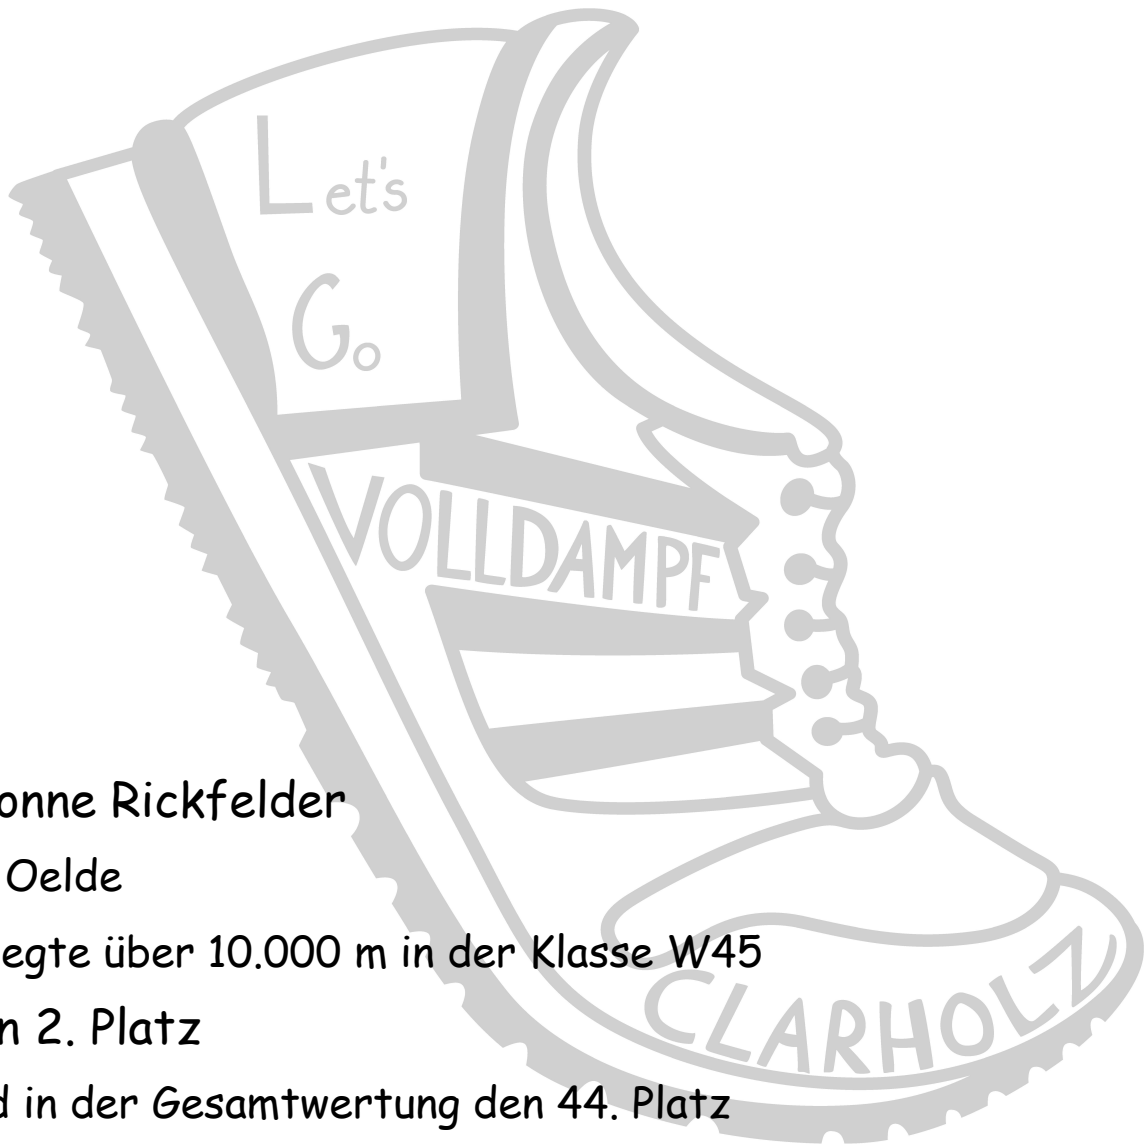 Let's
Go
VOLLDAMPF
onne Rickfelder
Oelde
egte über 10.000 m in der Klasse W45
n 2. Platz
d in der Gesamtwertung den 44. Platz
CLARHOLZ